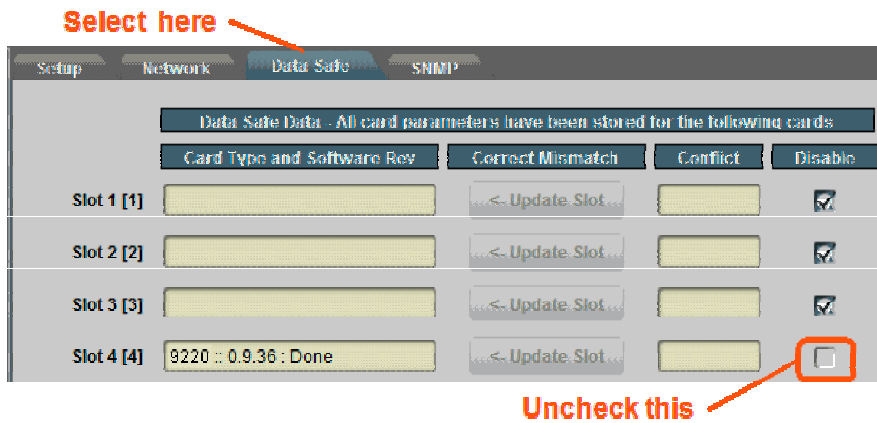 Select here
Setup Network Data Safe SNMP
Data Safe Data - All card parameters have been stored for the following cards
Card Type and Software Rev Correct Mismatch Conflict Disable
Slot 1 [1] <- Update Slot
Slot 2 [2] <- Update Slot
Slot 3 [3] <- Update Slot
Slot 4 [4] 9220 :: 0.9.36 : Done <- Update Slot
Uncheck this